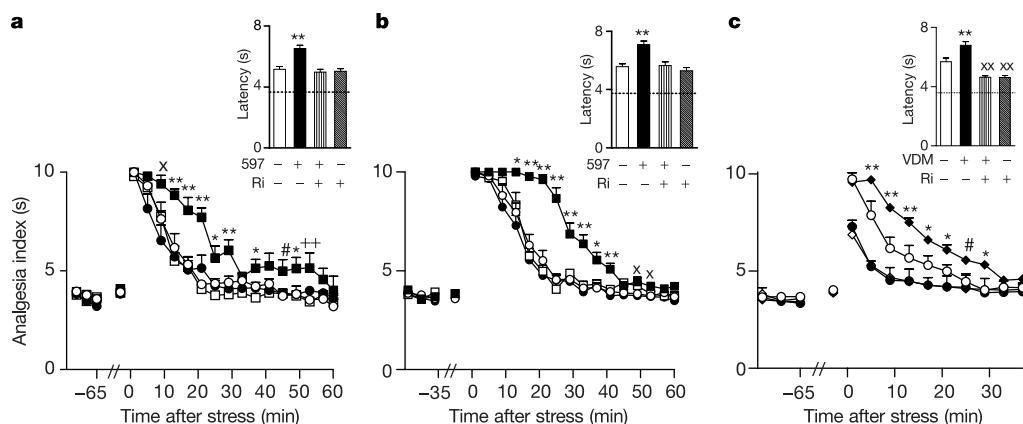 a
8
4
0
Latency (s)
**
597 – + + –
Ri – – + +
10
5
0
Analgesia index (s)
x
**
**
**
*
**
*
#
*
++
–65
0 10 20 30 40 50 60
Time after stress (min)
b
8
4
0
Latency (s)
**
597 – + + –
Ri – – + +
10
5
0
*
**
**
**
**
**
*
**
x
x
–35
0 10 20 30 40 50 60
Time after stress (min)
c
8
4
0
Latency (s)
**
xx
xx
VDM – + + –
Ri – – + +
10
5
0
**
**
**
*
*
#
*
–65
0 10 20 30
Time after stress (min)